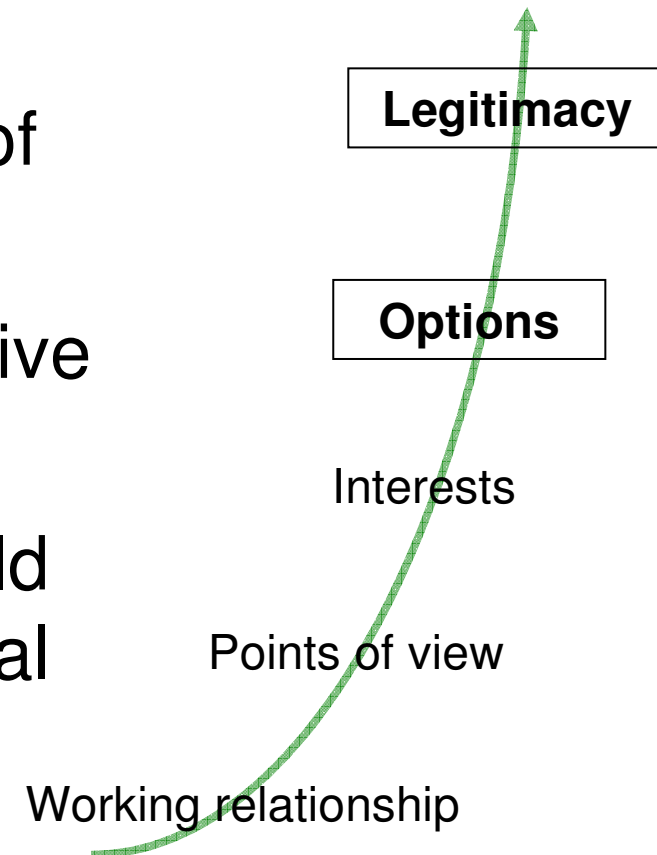 Legitimacy
of
Options
ive
Interests
ld
Points of view
al
Working relationship